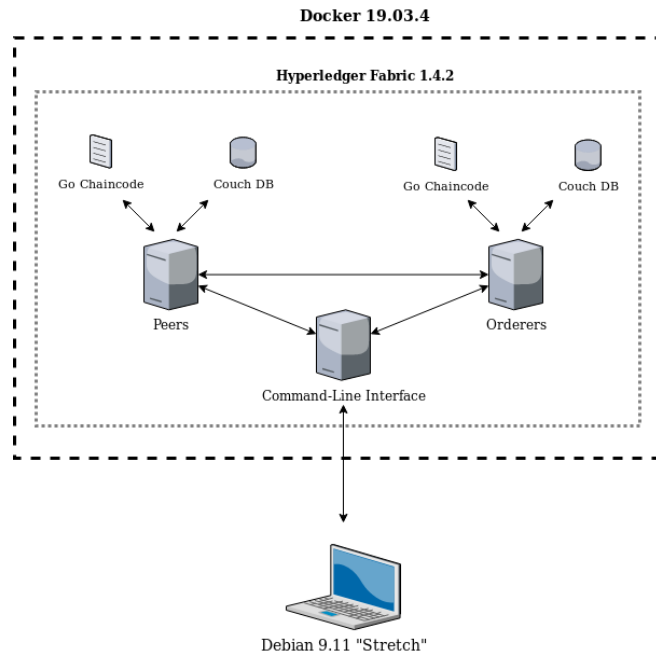 Docker 19.03.4
Hyperledger Fabric 1.4.2
Go Chaincode
Couch DB
Go Chaincode
Couch DB
Peers
Orderers
Command-Line Interface
Debian 9.11 "Stretch"